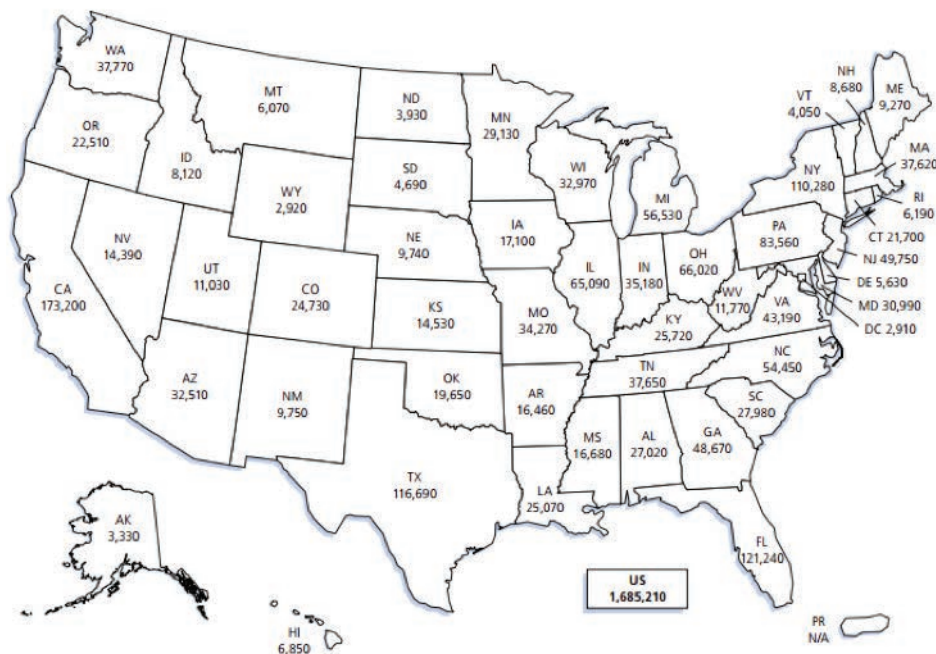 WA
37,770
MT
6,070
ND
3,930
MN
29,130
OR
22,510
ID
8,120
WY
2,920
SD
4,690
WI
32,970
MI
56,530
NH
8,680
VT
4,050
ME
9,270
MA
37,620
NY
110,280
RI
6,190
CT 21,700
NJ 49,750
DE 5,630
MD 30,990
DC 2,910
PA
83,560
NV
14,390
UT
11,030
CA
173,200
CO
24,730
NE
9,740
IA
17,100
IL
65,090
IN
35,180
OH
66,020
WV
11,770
VA
43,190
KS
14,530
MO
34,270
KY
25,720
NC
54,450
TN
37,650
SC
27,980
AZ
32,510
NM
9,750
OK
19,650
AR
16,460
MS
16,680
AL
27,020
GA
48,670
TX
116,690
LA
25,070
FL
121,240
AK
3,330
HI
6,850
US
1,685,210
PR
N/A